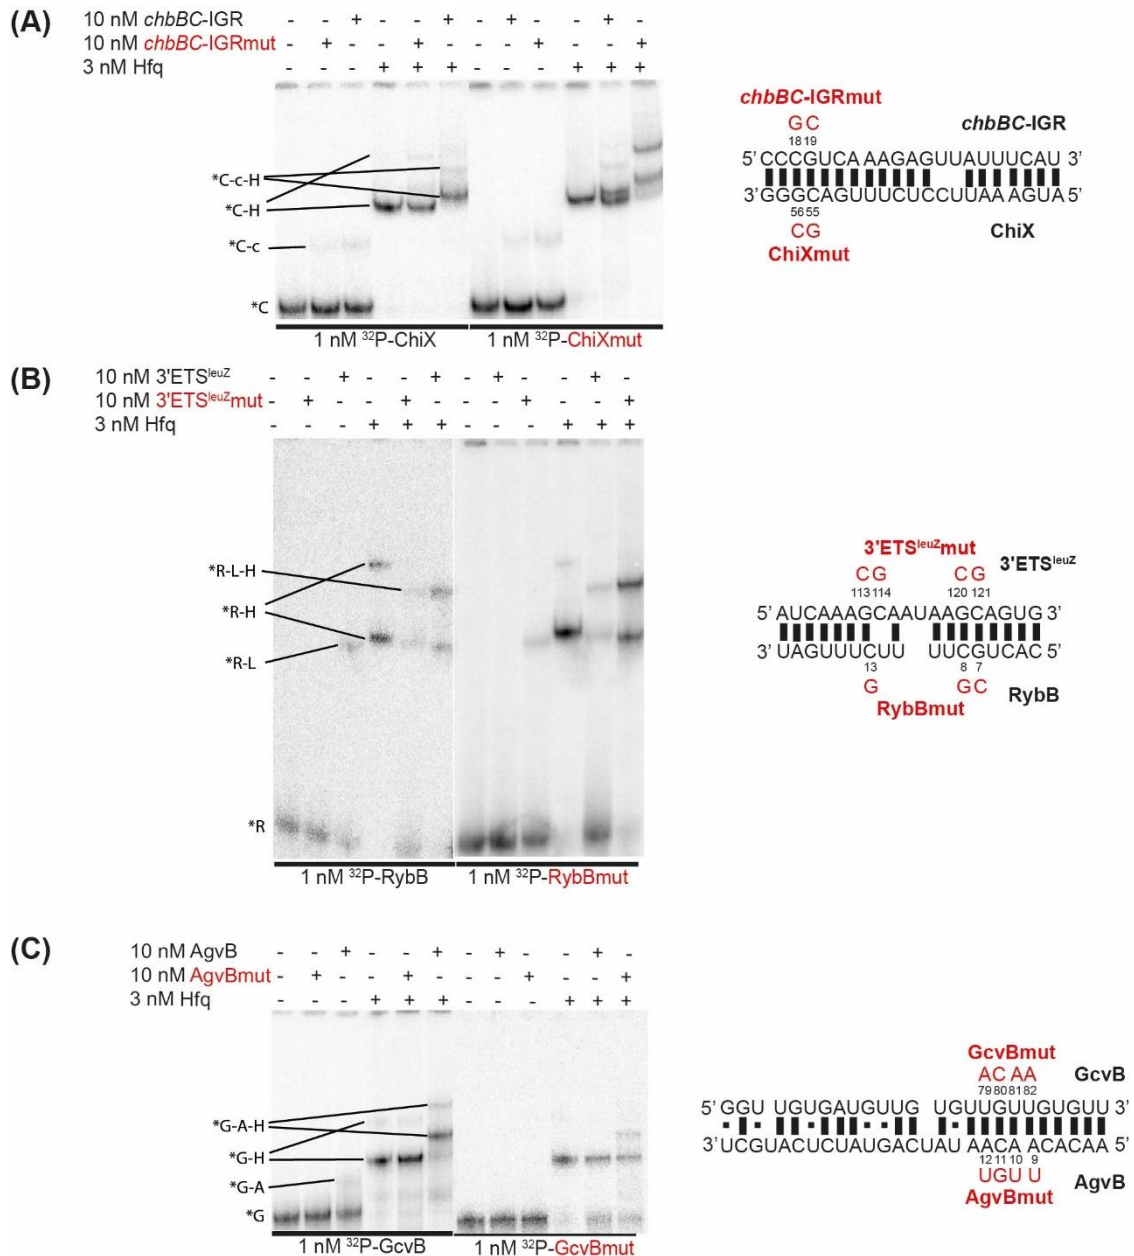 (A)
10 nM chbBC-IGR - - + - - + - + - - + -
10 nM chbBC-IGRmut - + - - + - - - + - - +
3 nM Hfq - - - + + + - - - + + +
*C-c-H
*C-H
*C-c
*C
1 nM ³²P-ChiX 1 nM ³²P-ChiXmut
chbBC-IGRmut
GC
chbBC-IGR
18 19
5' CCCGUCA AAGAGUUAUUUCAU 3'
3'GGGCAGUUUCUCCUUAAAGUA5'
56 55
CG
ChiX
ChiXmut
(B)
10 nM 3'ETSˡᵉᵘᶻ - - + - - + - + - - + -
10 nM 3'ETSˡᵉᵘᶻmut - + - - + - - - + - - +
3 nM Hfq - - - + + + - - - + + +
*R-L-H
*R-H
*R-L
*R
1 nM ³²P-RybB 1 nM ³²P-RybBmut
3'ETSˡᵉᵘᶻmut
3'ETSˡᵉᵘᶻ
CG CG
113 114 120 121
5' AUCAAAGCAAUAAGCAGUG 3'
3' UAGUUUCUU UUCGUCAC 5'
13 8 7
G GC
RybBmut RybB
(C)
10 nM AgvB - - + - - + - + - - + -
10 nM AgvBmut - + - - + - - - + - - +
3 nM Hfq - - - + + + - - - + + +
*G-A-H
*G-H
*G-A
*G
1 nM ³²P-GcvB 1 nM ³²P-GcvBmut
GcvBmut
AC AA GcvB
79 80 81 82
5' GGU UGUGAUGUUG UGUUGUUGUGUU 3'
3' UCGUACUCUAUGACUAU AACA ACACAA 5'
12 11 10 9
UGU U AgvB
AgvBmut